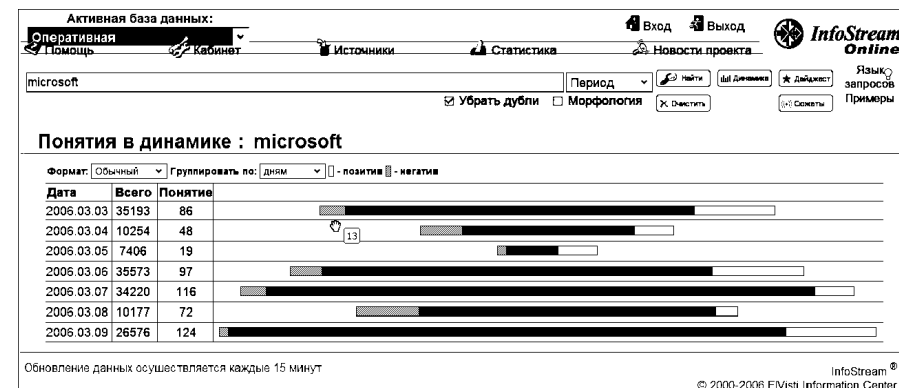 Активная база данных:
Оперативная
Вход Выход
InfoStream
Online
Помощь Кабинет Источники Статистика Новости проекта
microsoft Период Найти Динамика Дайджест
Язык запросов
Убрать дубли Морфология Очистить Сюжеты Примеры
Понятия в динамике : microsoft
Формат: Обычный Группировать по: дням - позитив - негатив
Дата Всего Понятие
2006.03.03 35193 86
13
2006.03.04 10254 48
2006.03.05 7406 19
2006.03.06 35573 97
2006.03.07 34220 116
2006.03.08 10177 72
2006.03.09 26576 124
Обновление данных осуществляется каждые 15 минут
InfoStream ®
© 2000-2006 ElVisti Information Center